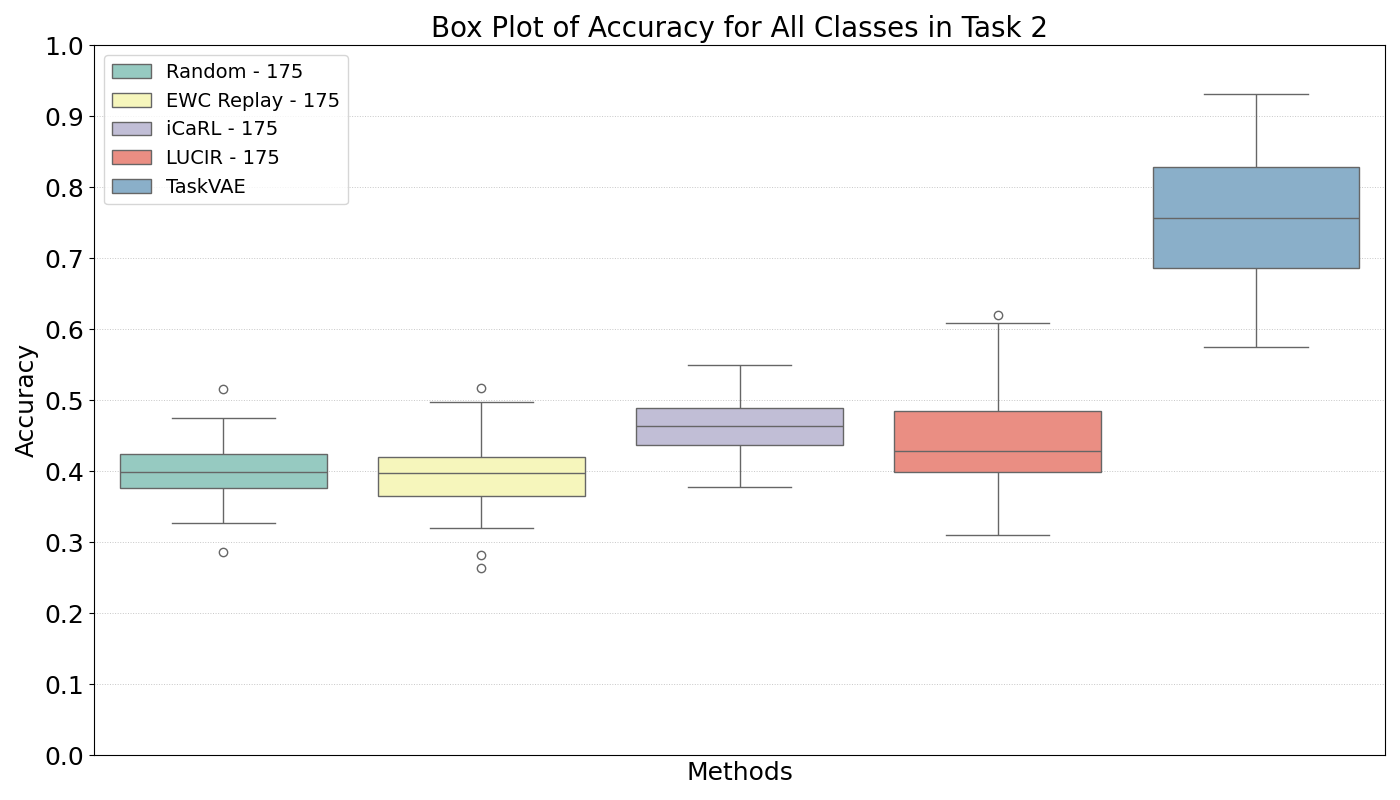 Box Plot of Accuracy for All Classes in Task 2
1.0
0.9
0.8
0.7
0.6
0.5
0.4
0.3
0.2
0.1
0.0
Accuracy
Random - 175
EWC Replay - 175
iCaRL - 175
LUCIR - 175
TaskVAE
Methods